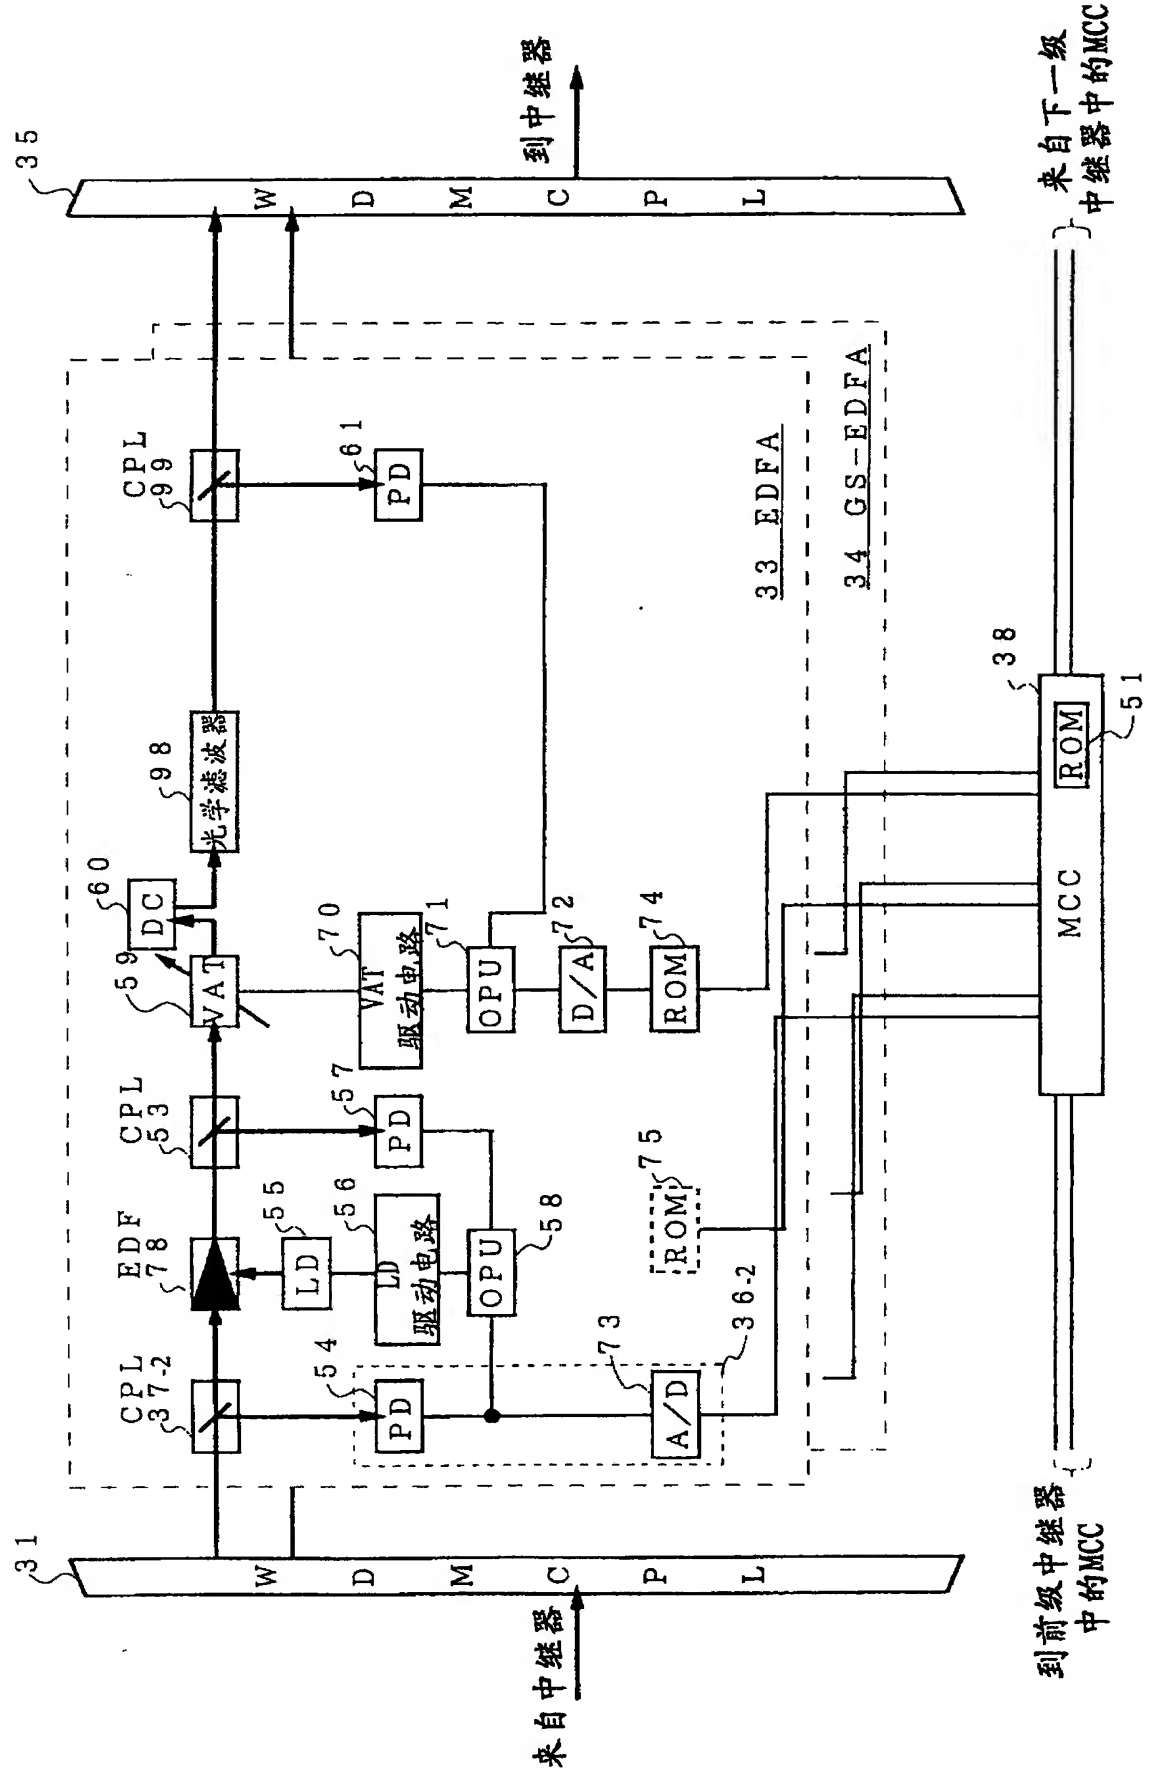 31
WDMCPL
来自中继器
CPL
37-2
EDF
78
CPL
53
59
VAT
60
DC
98
光学滤波器
CPL
99
35
WDMCPL
到中继器
54
PD
55
LD
56
LD
驱动电路
57
PD
OPU
58
70
VAT
驱动电路
71
OPU
D/A
72
ROM
74
61
PD
73
A/D
36-2
ROM
75
33 EDFA
34 GS-EDFA
MCC
38
ROM
51
到前级中继器
中的MCC
来自下一级
中继器中的MCC